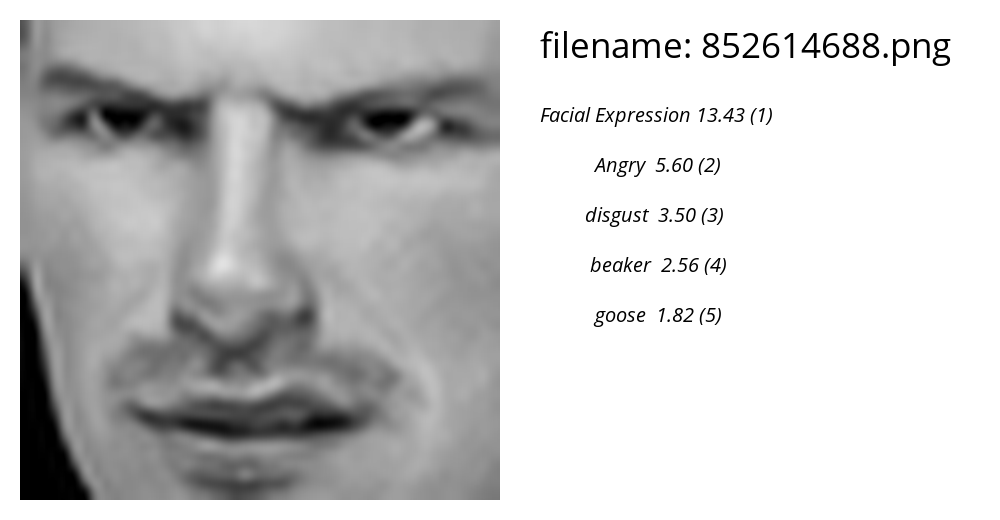 filename: 852614688.png
Facial Expression 13.43 (1)
Angry 5.60 (2)
disgust 3.50 (3)
beaker 2.56 (4)
goose 1.82 (5)